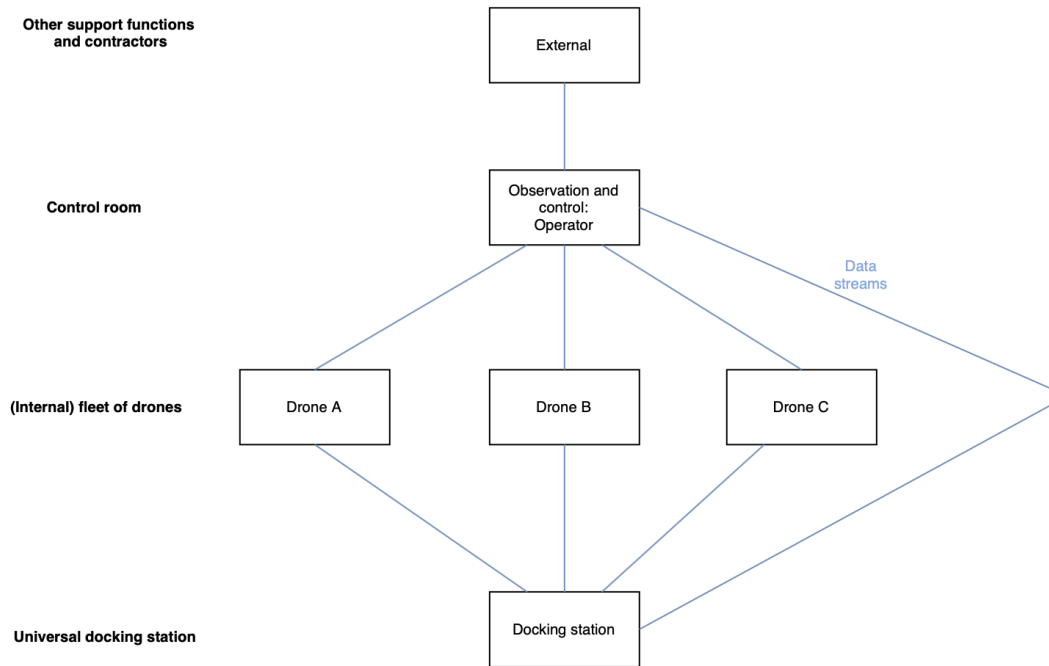 Other support functions
and contractors
External
Control room
Observation and
control:
Operator
Data
streams
(Internal) fleet of drones
Drone A
Drone B
Drone C
Universal docking station
Docking station